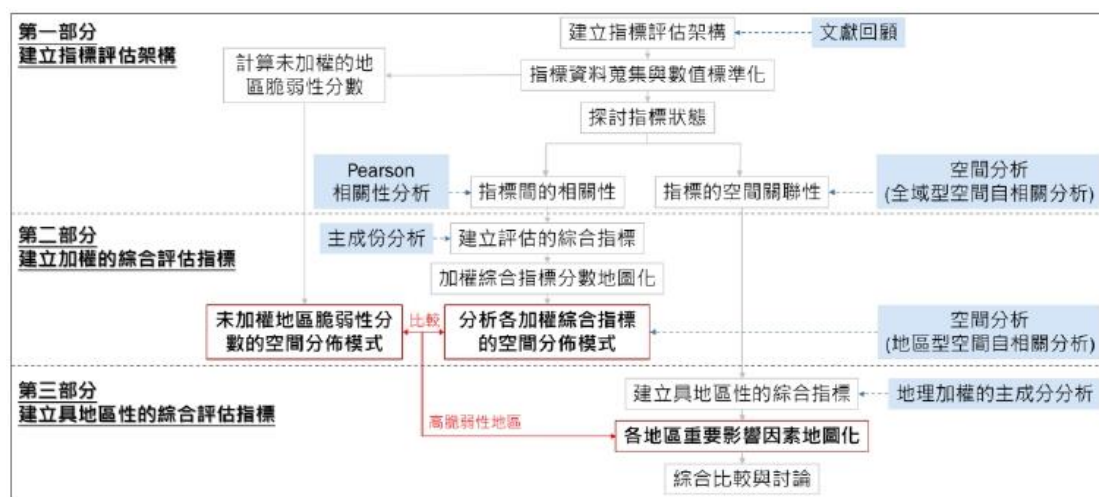 第一部分
建立指標評估架構
建立指標評估架構
文獻回顧
計算未加權的地
區脆弱性分數
指標資料蒐集與數值標準化
探討指標狀態
Pearson
相關性分析
指標間的相關性
指標的空間關聯性
空間分析
(全域型空間自相關分析)
第二部分
建立加權的綜合評估指標
主成份分析
建立評估的綜合指標
加權綜合指標分數地圖化
未加權地區脆弱性分
數的空間分佈模式
比較
分析各加權綜合指標
的空間分佈模式
空間分析
(地區型空間自相關分析)
第三部分
建立具地區性的綜合評估指標
建立具地區性的綜合指標
地理加權的主成分分析
高脆弱性地區
各地區重要影響因素地圖化
綜合比較與討論